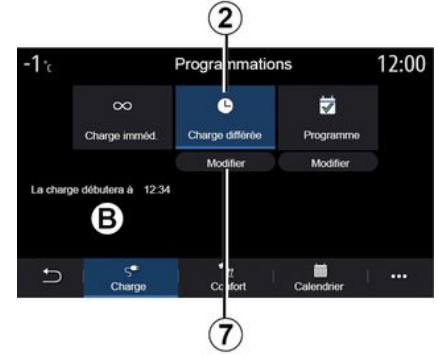 2
-1°c Programmations 12:00
Charge imméd. Charge différée Programme
Modifier Modifier
La charge débutera à 12:34
B
Charge Confort Calendrier
7